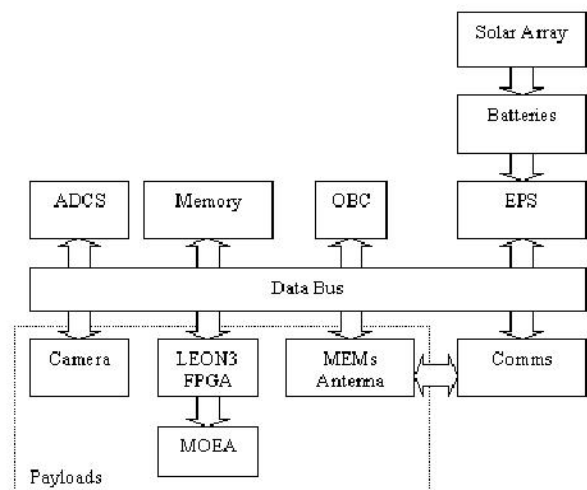 Solar Array
Batteries
ADCS
Memory
OBC
EPS
Data Bus
Camera
LEON3
FPGA
MEMs
Antenna
Comms
MOEA
Payloads